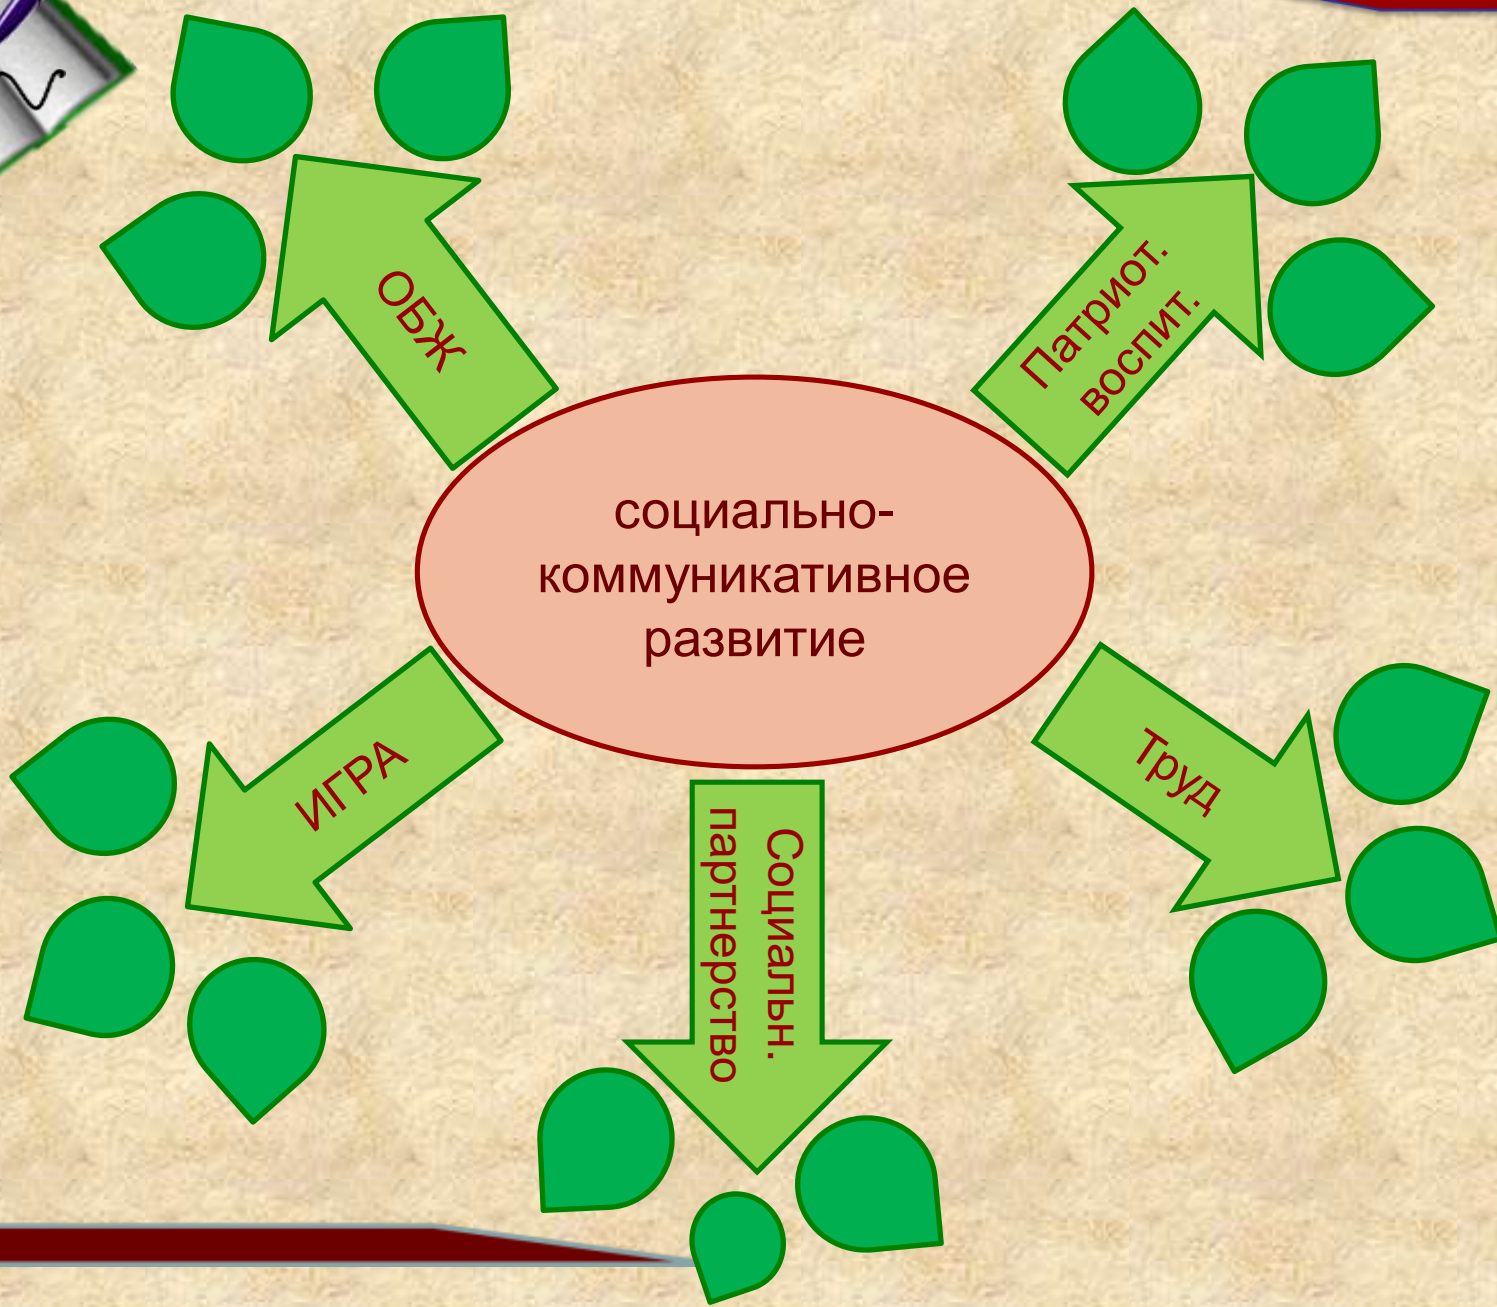 ОБЖ
Патриот.
воспит.
социально-
коммуникативное
развитие
ИГРА
Социальн.
партнерство
Труд